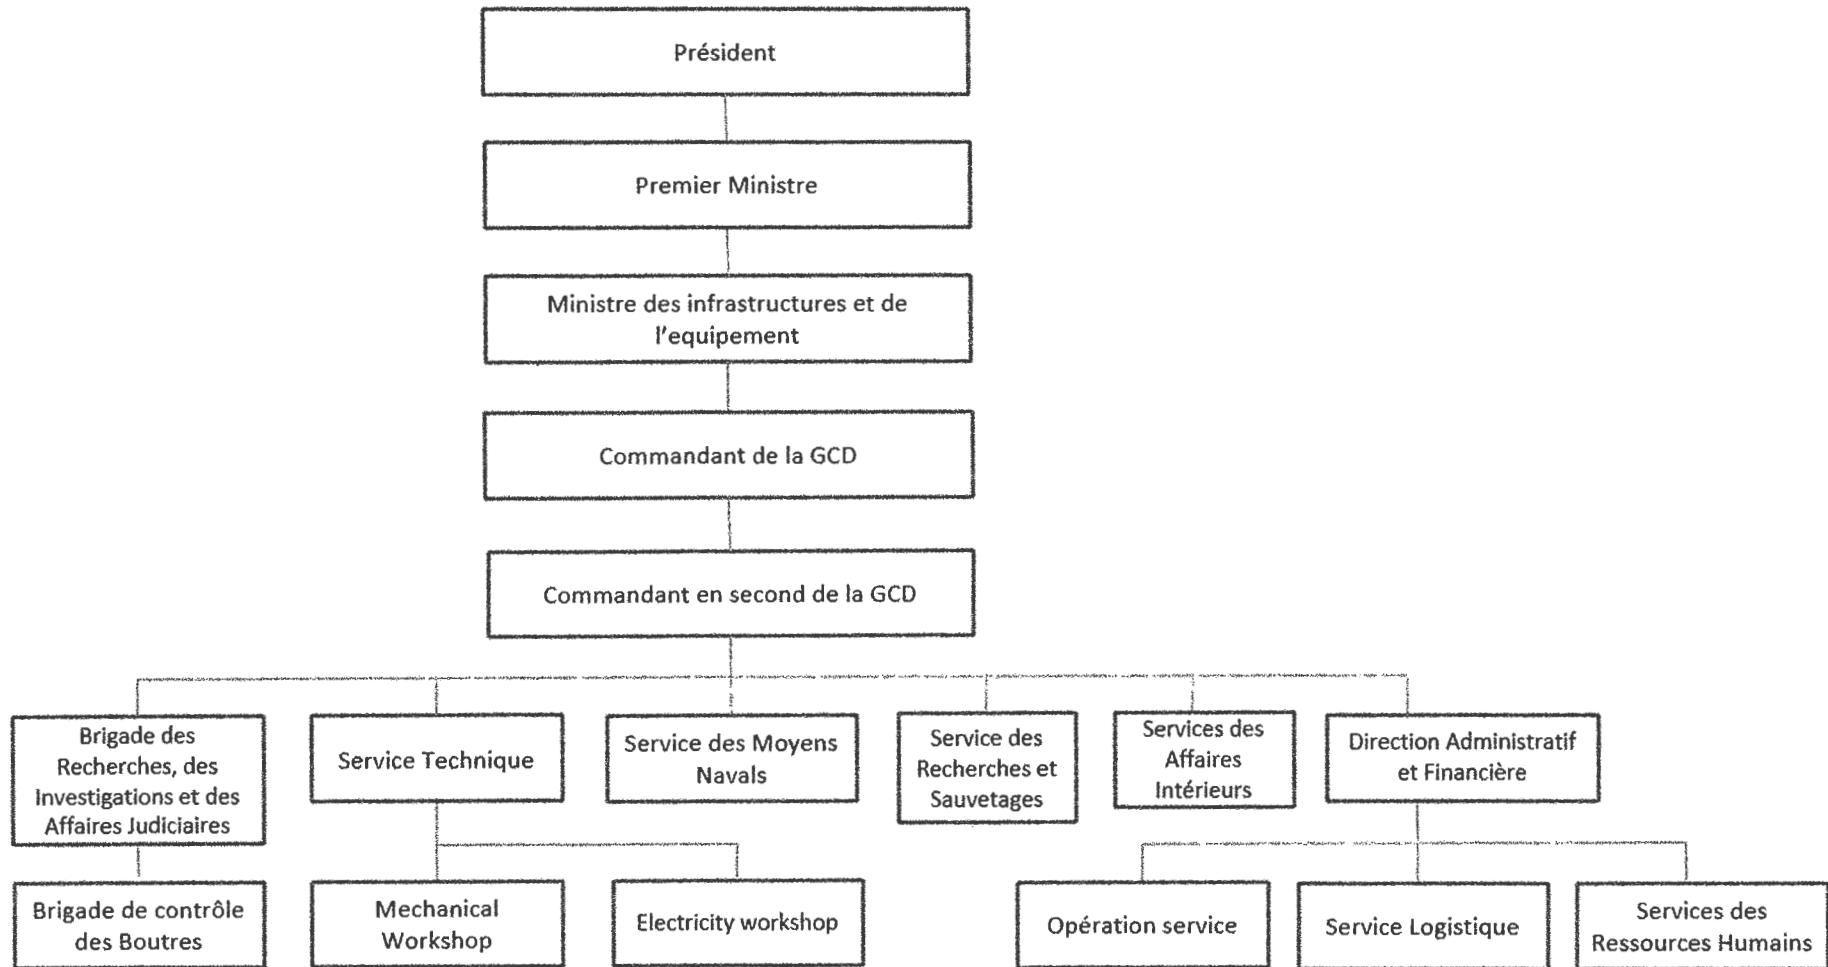 Président
Premier Ministre
Ministre des infrastructures et de
l'equipement
Commandant de la GCD
Commandant en second de la GCD
Brigade des
Recherches, des
Investigations et des
Affaires Judiciaires
Service Technique
Service des Moyens
Navals
Service des
Recherches et
Sauvetages
Services des
Affaires
Intérieurs
Direction Administratif
et Financière
Brigade de contrôle
des Boutres
Mechanical
Workshop
Electricity workshop
Opération service
Service Logistique
Services des
Ressources Humains